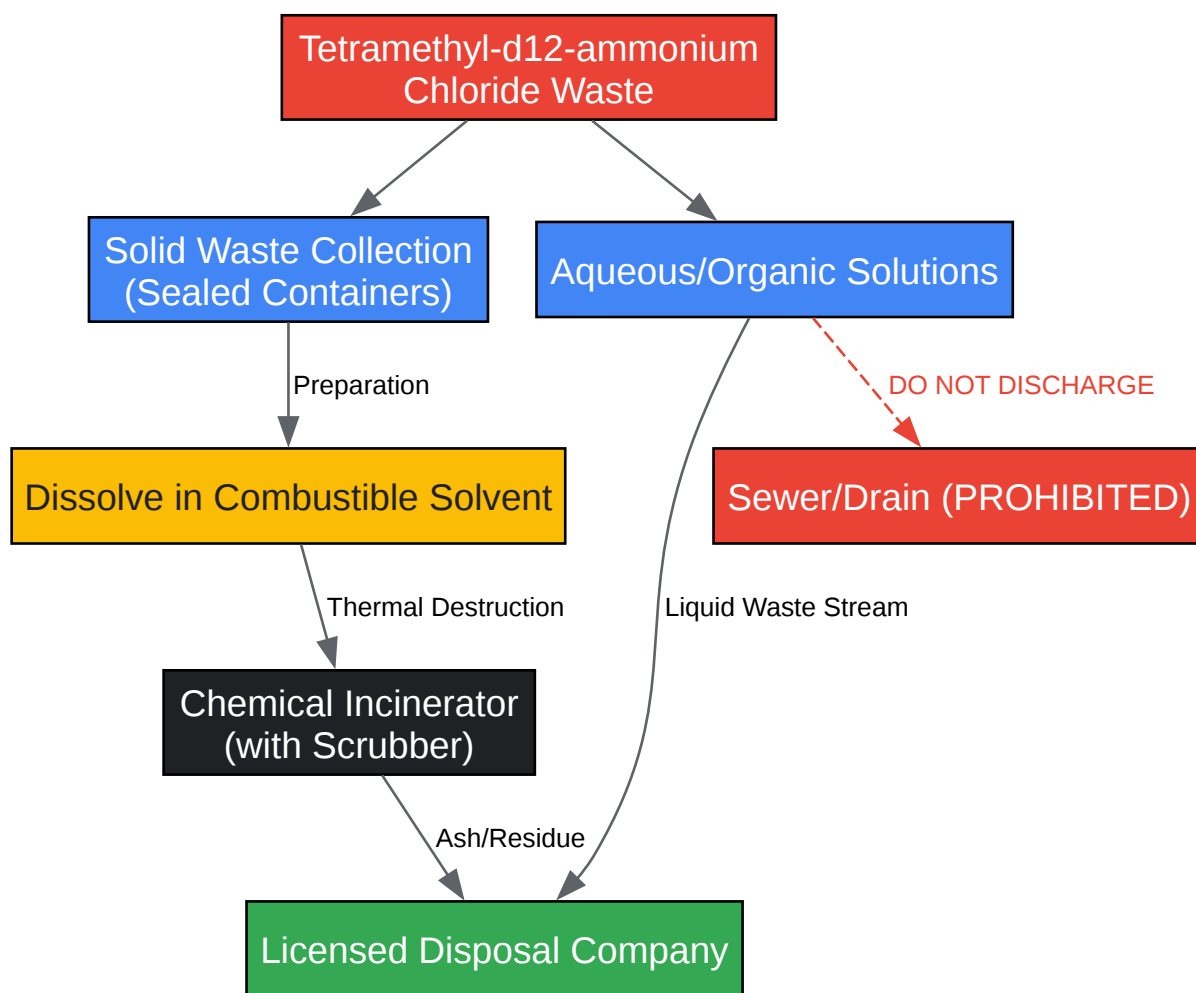 Tetramethyl-d12-ammonium
Chloride Waste
Solid Waste Collection
(Sealed Containers)
Aqueous/Organic Solutions
Preparation
DO NOT DISCHARGE
Dissolve in Combustible Solvent
Sewer/Drain (PROHIBITED)
Thermal Destruction
Liquid Waste Stream
Chemical Incinerator
(with Scrubber)
Ash/Residue
Licensed Disposal Company